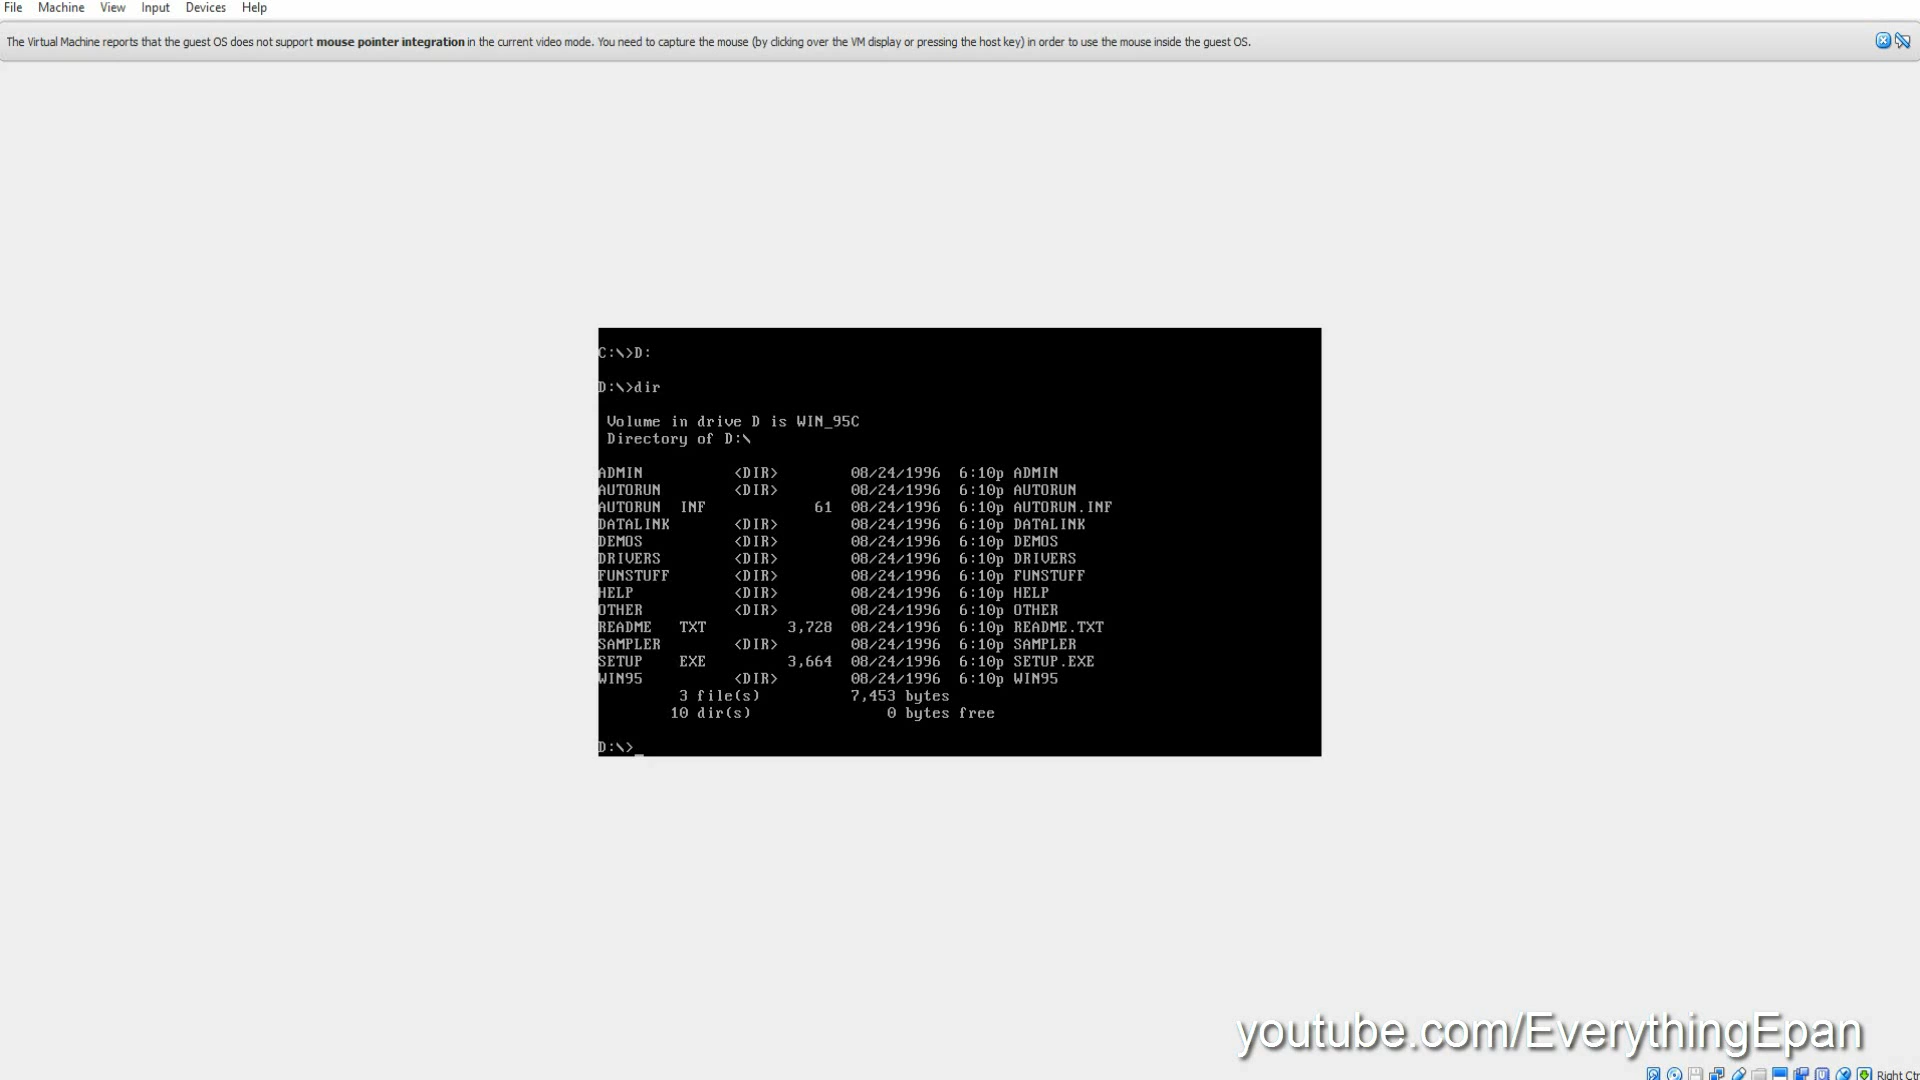 File Machine View Input Devices Help
The Virtual Machine reports that the guest OS does not support mouse pointer integration in the current video mode. You need to capture the mouse (by clicking over the VM display or pressing the host key) in order to use the mouse inside the guest OS.
C:\>D:
D:\>dir
Volume in drive D is WIN_95C
Directory of D:\
ADMIN <DIR> 08/24/1996 6:10p ADMIN
AUTORUN <DIR> 08/24/1996 6:10p AUTORUN
AUTORUN INF 61 08/24/1996 6:10p AUTORUN.INF
DATALINK <DIR> 08/24/1996 6:10p DATALINK
DEMOS <DIR> 08/24/1996 6:10p DEMOS
DRIVERS <DIR> 08/24/1996 6:10p DRIVERS
FUNSTUFF <DIR> 08/24/1996 6:10p FUNSTUFF
HELP <DIR> 08/24/1996 6:10p HELP
OTHER <DIR> 08/24/1996 6:10p OTHER
README TXT 3,728 08/24/1996 6:10p README.TXT
SAMPLER <DIR> 08/24/1996 6:10p SAMPLER
SETUP EXE 3,664 08/24/1996 6:10p SETUP.EXE
WIN95 <DIR> 08/24/1996 6:10p WIN95
3 file(s) 7,453 bytes
10 dir(s) 0 bytes free
D:\>_
youtube.com/EverythingEpan
Right Ctr